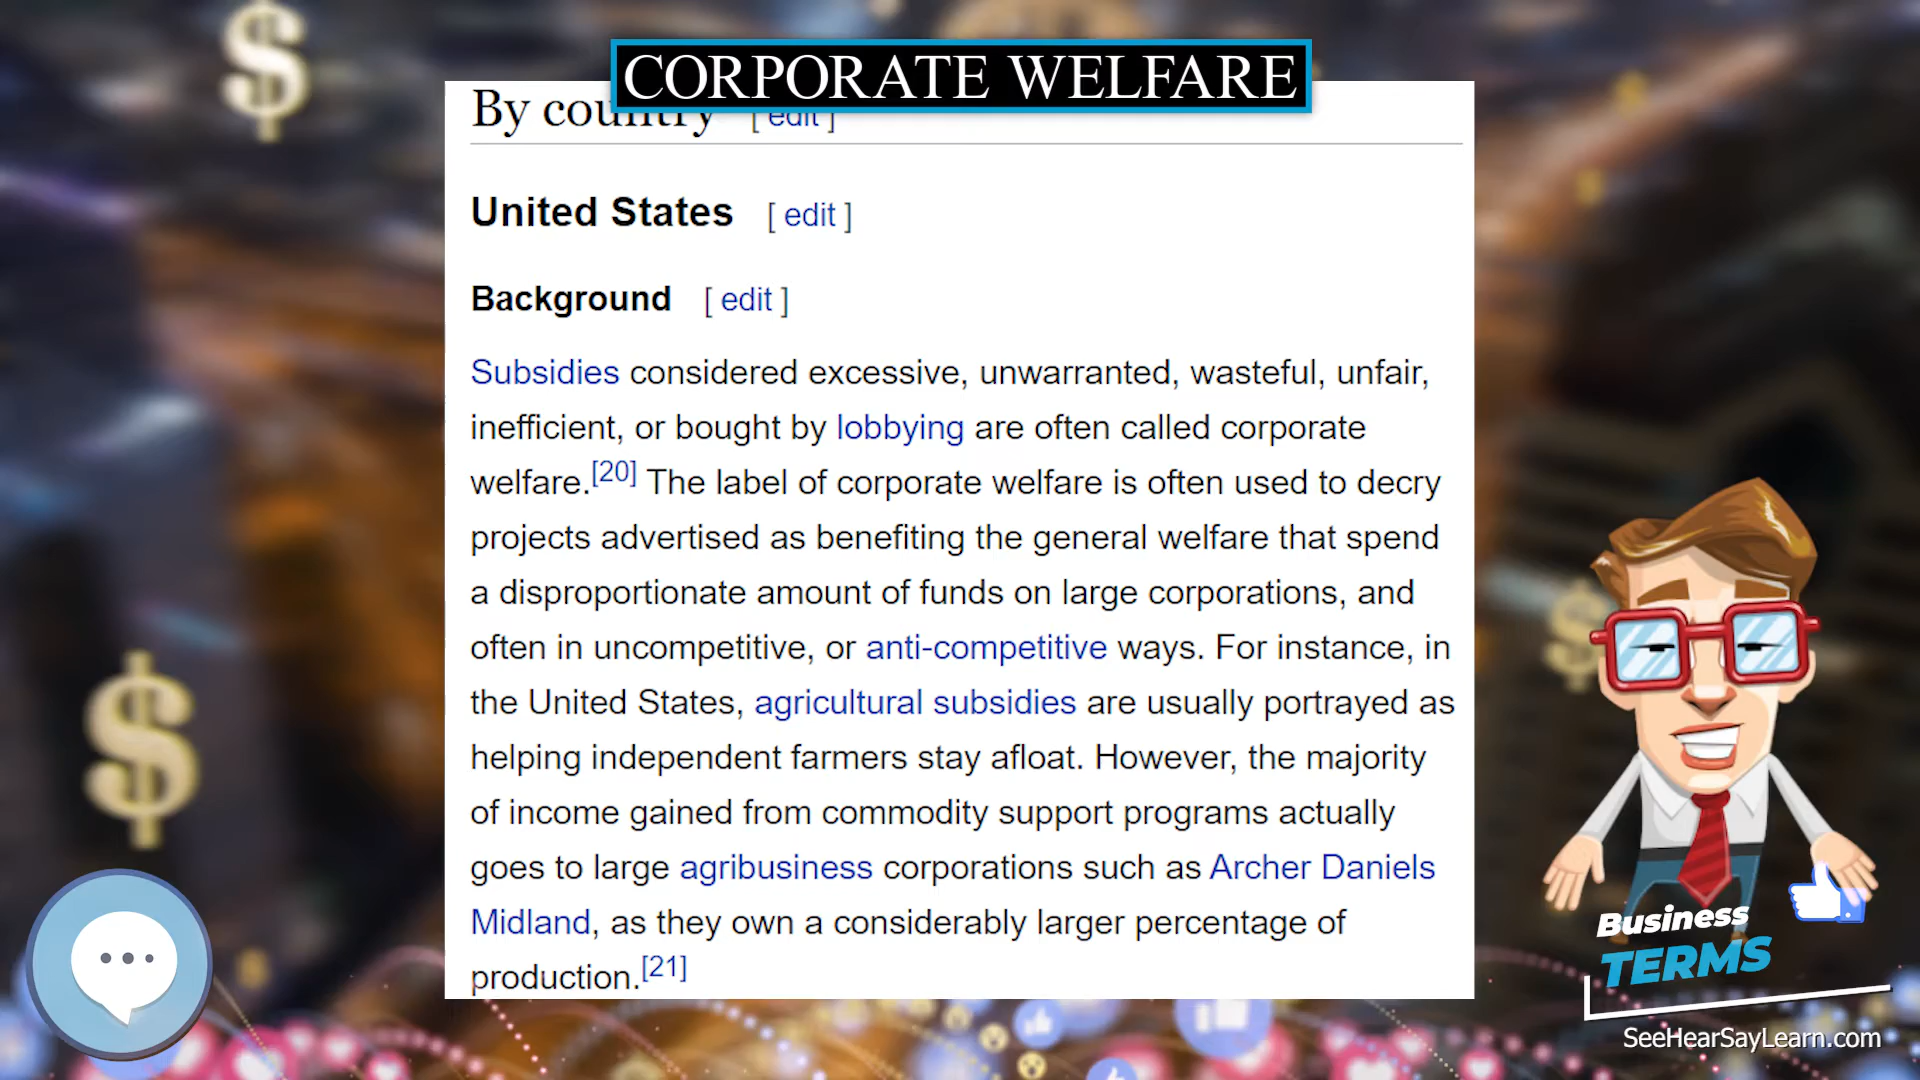 CORPORATE WELFARE
By country [ edit ]
United States [ edit ]
Background [ edit ]
Subsidies considered excessive, unwarranted, wasteful, unfair,
inefficient, or bought by lobbying are often called corporate
welfare.[20] The label of corporate welfare is often used to decry
projects advertised as benefiting the general welfare that spend
a disproportionate amount of funds on large corporations, and
often in uncompetitive, or anti-competitive ways. For instance, in
the United States, agricultural subsidies are usually portrayed as
helping independent farmers stay afloat. However, the majority
of income gained from commodity support programs actually
goes to large agribusiness corporations such as Archer Daniels
Midland, as they own a considerably larger percentage of
production.[21]
Business
TERMS
SeeHearSayLearn.com